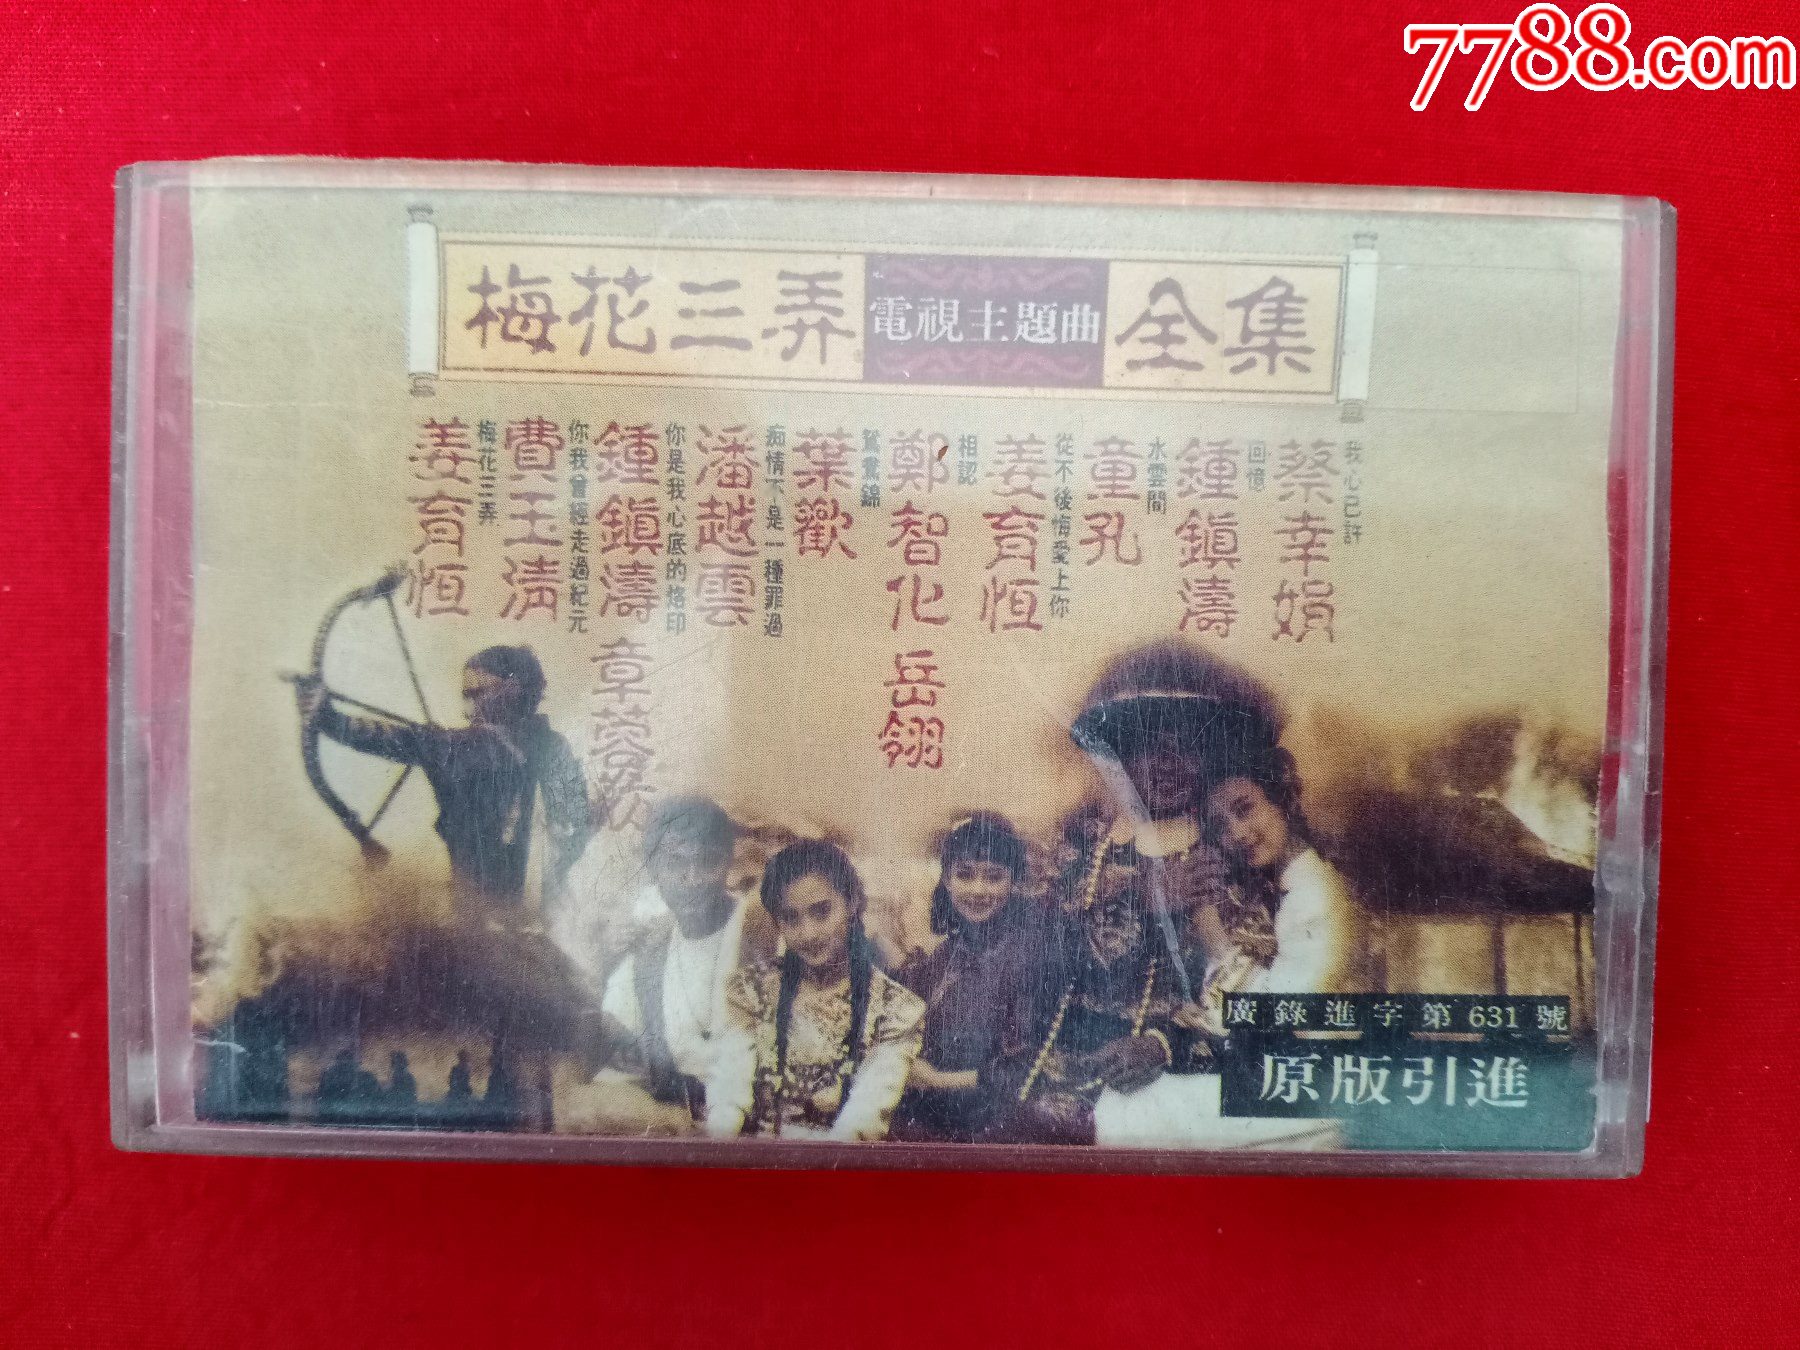 7788.com
梅花三弄 電視主題曲 全集
我心已許
蔡幸娟
回憶
鍾鎮濤
水雲間
童孔
從不後悔愛上你
姜育恒
相認
鄭智化 岳翎
鴛鴦錦
葉歡
痴情不是一種罪過
潘越雲
你是我心底的烙印
鍾鎮濤 章蓉舫
你我曾經走過紀元
費玉清
梅花三弄
姜育恒
廣錄進字第631號
原版引進